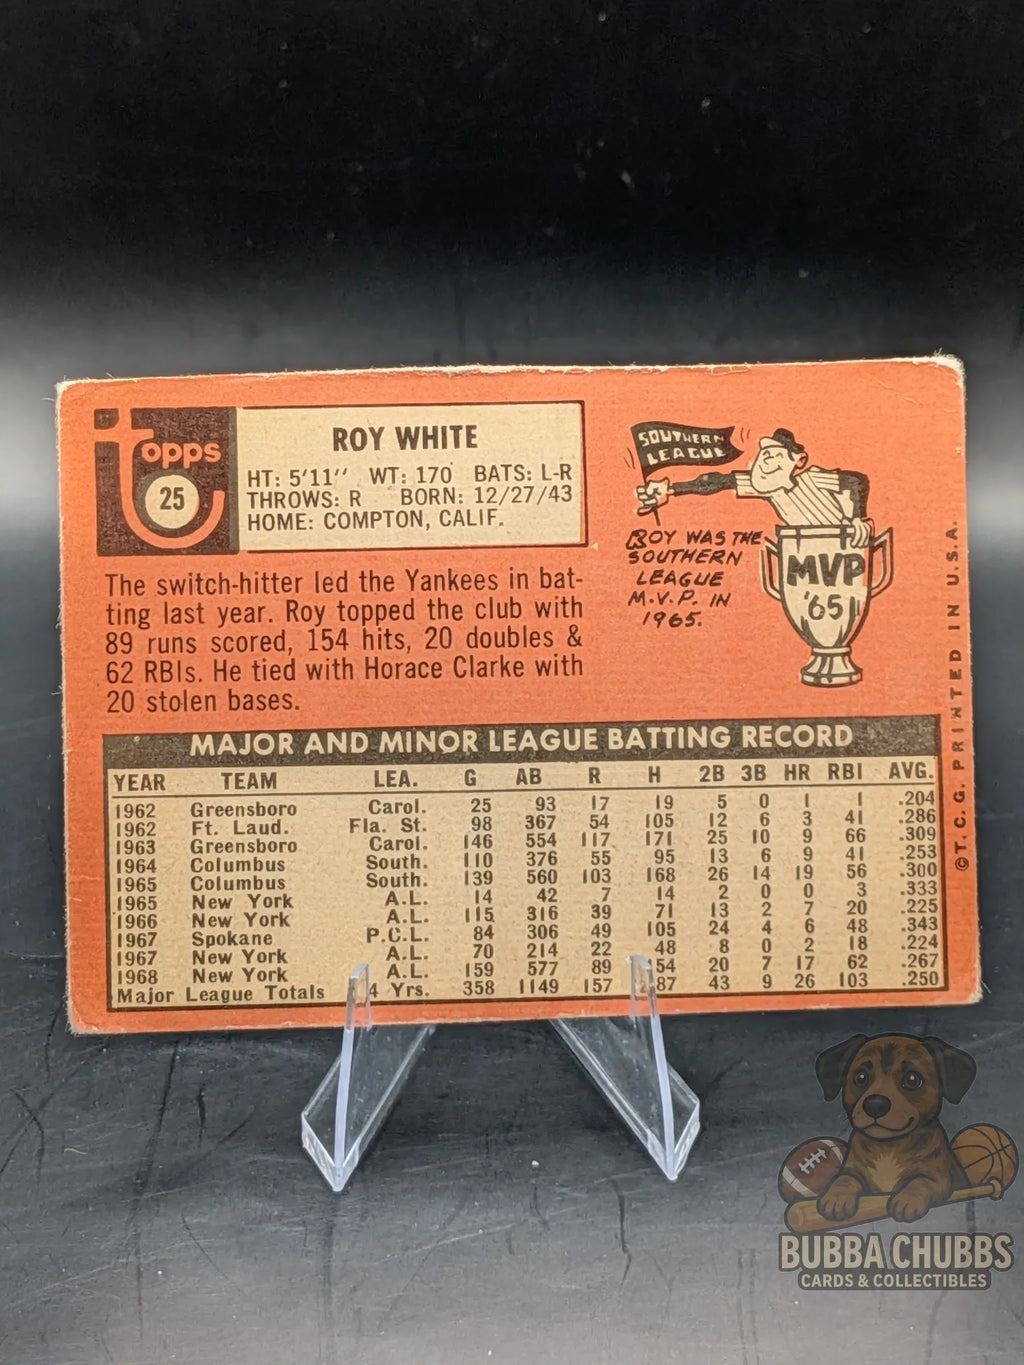 Topps
25
ROY WHITE
HT: 5'11" WT: 170 BATS: L-R
THROWS: R BORN: 12/27/43
HOME: COMPTON, CALIF.
The switch-hitter led the Yankees in bat-
ting last year. Roy topped the club with
89 runs scored, 154 hits, 20 doubles &
62 RBIs. He tied with Horace Clarke with
20 stolen bases.
SOUTHERN
LEAGUE
ROY WAS THE
SOUTHERN
LEAGUE
M.V.P. IN
1965.
MVP
'65
MAJOR AND MINOR LEAGUE BATTING RECORD
YEAR TEAM LEA. G AB R H 2B 3B HR RBI AVG.
1962 Greensboro Carol. 25 93 17 19 5 0 1 1 .204
1962 Ft. Laud. Fla. St. 98 367 54 105 12 6 3 41 .286
1963 Greensboro Carol. 146 554 117 171 25 10 9 66 .309
1964 Columbus South. 110 376 55 95 13 6 9 41 .253
1965 Columbus South. 139 560 103 168 26 14 19 56 .300
1965 New York A.L. 14 42 7 14 2 0 0 3 .333
1966 New York A.L. 115 316 39 71 13 2 7 20 .225
1967 Spokane P.C.L. 84 306 49 105 24 4 6 48 .343
1967 New York A.L. 70 214 22 48 8 0 2 18 .224
1968 New York A.L. 159 577 89 154 20 7 17 62 .267
Major League Totals 4 Yrs. 358 1149 157 287 43 9 26 103 .250
©T.C.G. PRINTED IN U.S.A.
BUBBA CHUBBS
CARDS & COLLECTIBLES